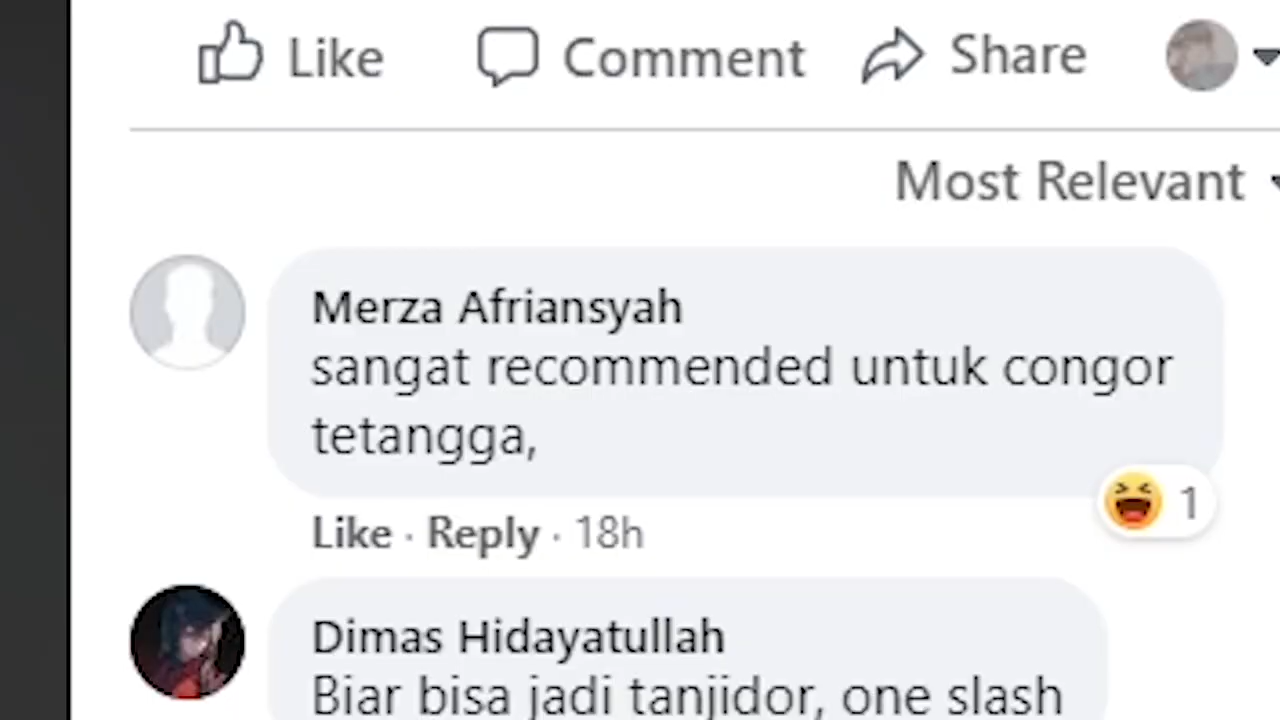 Like Comment Share
Most Relevant
Merza Afriansyah
sangat recommended untuk congor
tetangga,
1
Like · Reply · 18h
Dimas Hidayatullah
Biar bisa jadi tanjidor, one slash